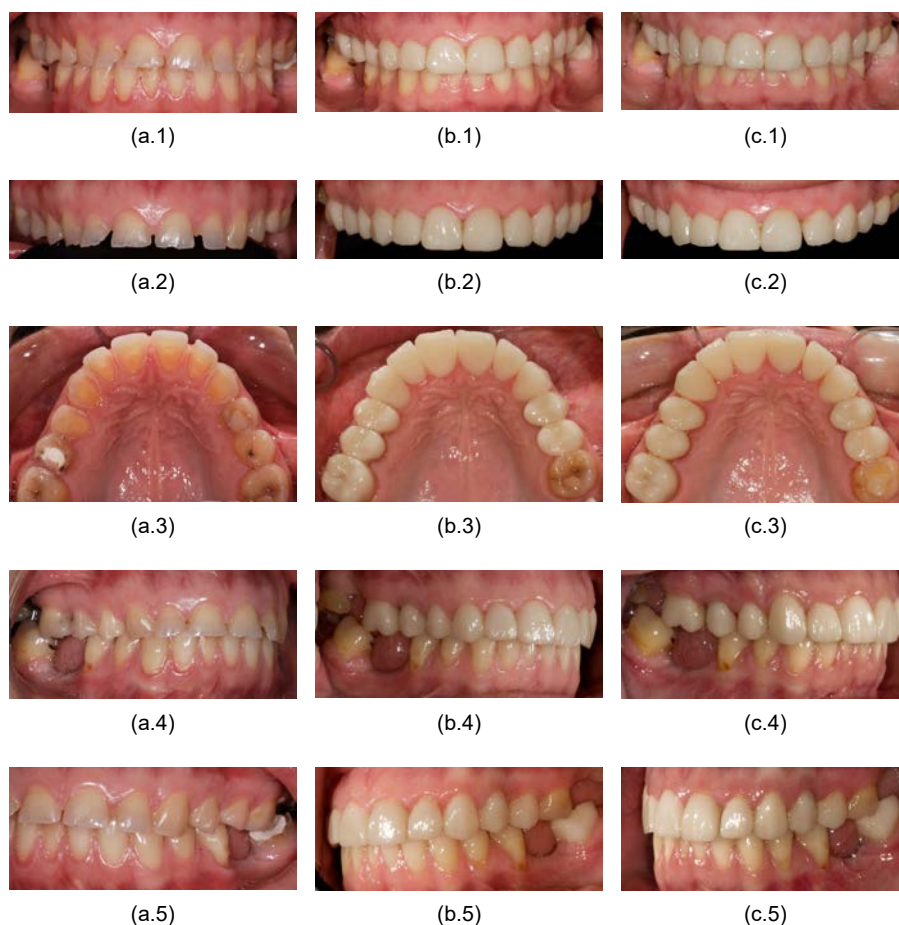 (a.1) (b.1) (c.1)
(a.2) (b.2) (c.2)
(a.3) (b.3) (c.3)
(a.4) (b.4) (c.4)
(a.5) (b.5) (c.5)